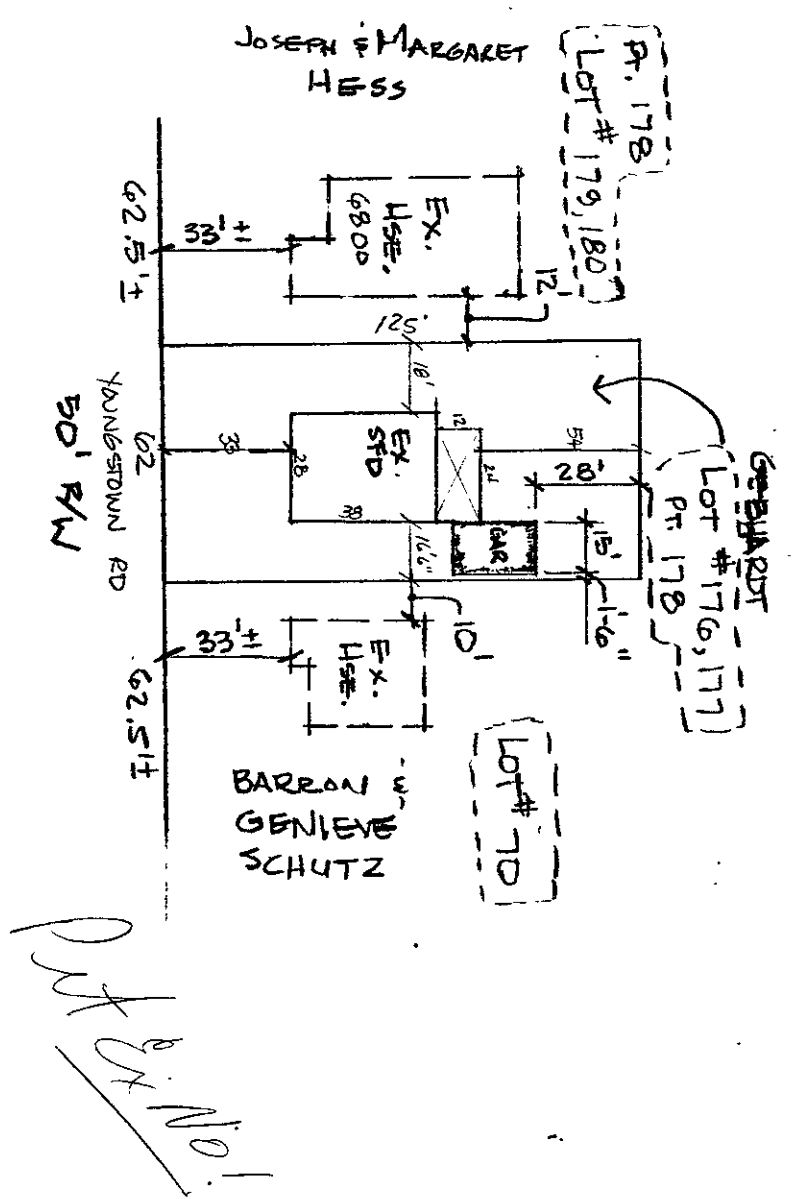 JOSEPH & MARGARET
HESS
Pt. 178
LOT # 179, 180
62.5'±
33'±
EX.
HSE.
6800
12'
125'
18'
YOUNGSTOWN RD
50' R/W
62
33
28
EX.
SFD
38
12
24
54
28'
GEBHARDT
LOT # 176, 177
Pt. 178
GAR
15'
1'-6"
16'6"
10'
33'±
EX.
HSE.
62.5'±
BARRON &
GENIEVE
SCHUTZ
LOT # 70
Pet Ex No 1